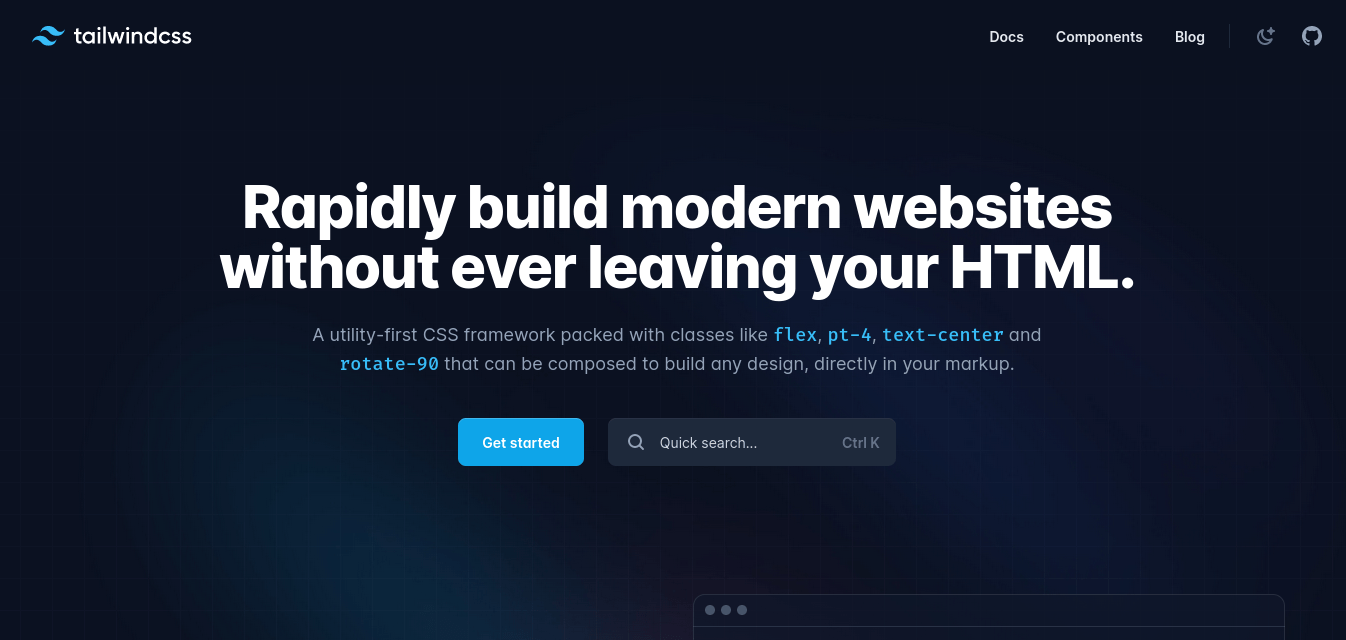 tailwindcss
Docs
Components
Blog
Rapidly build modern websites
without ever leaving your HTML.
A utility-first CSS framework packed with classes like flex, pt-4, text-center and
rotate-90 that can be composed to build any design, directly in your markup.
Get started
Quick search...
Ctrl K